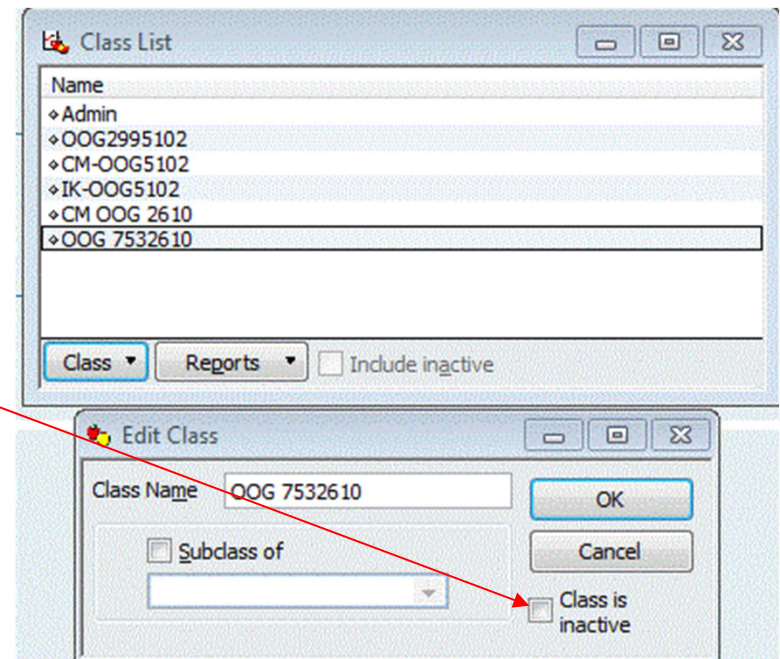 Class List
Name
Admin
OOG2995102
CM-OOG5102
IK-OOG5102
CM OOG 2610
OOG 7532610
Class Reports Include inactive
Edit Class
Class Name OOG 7532610
OK
Subclass of
Cancel
Class is
inactive